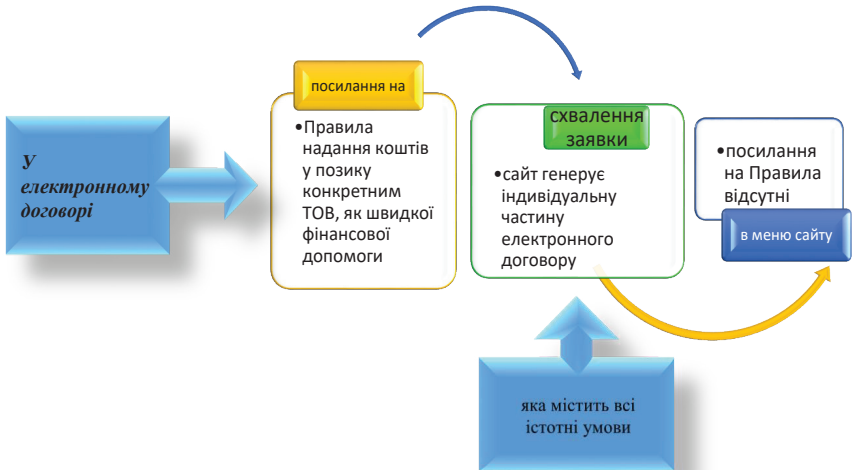 У
електронному
договорі
посилання на
•Правила
надання коштів
у позику
конкретним
ТОВ, як швидкої
фінансової
допомоги
схвалення
заявки
•сайт генерує
індивідуальну
частину
електронного
договору
•посилання
на Правила
відсутні
в меню сайту
яка містить всі
істотні умови